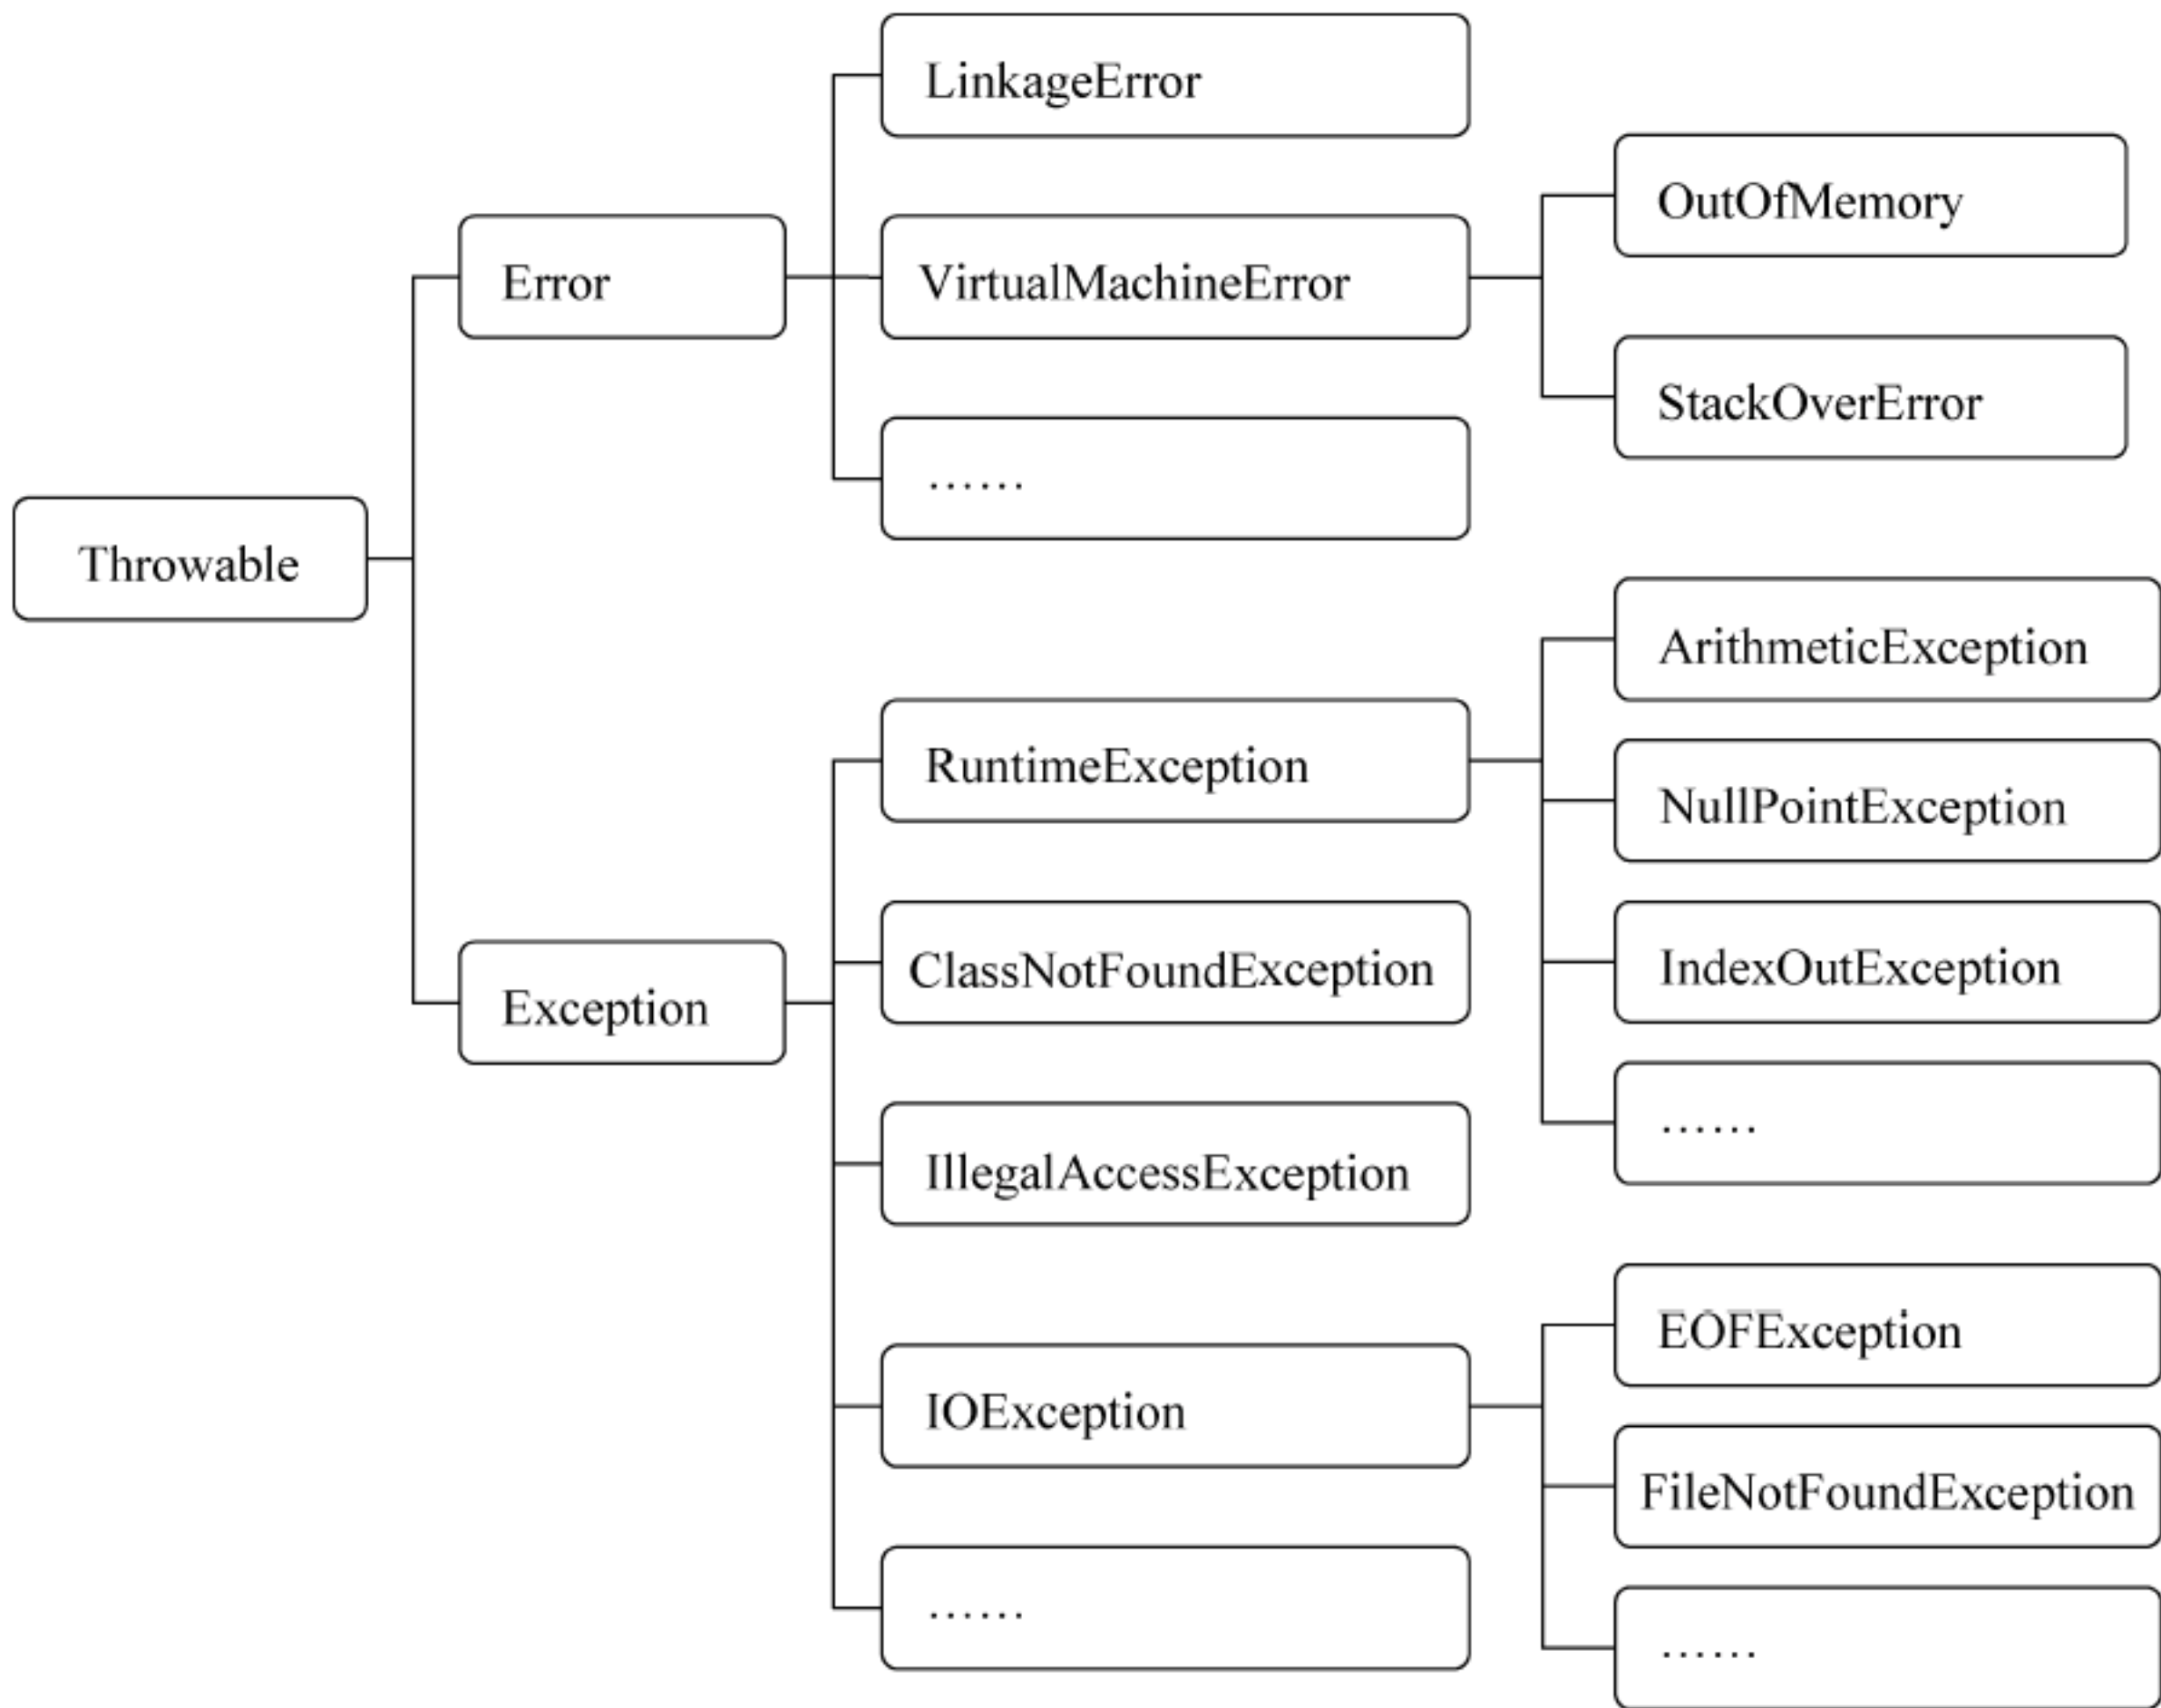 LinkageError
OutOfMemory
Error
VirtualMachineError
StackOverError
……
Throwable
ArithmeticException
RuntimeException
NullPointException
ClassNotFoundException
IndexOutException
Exception
……
IllegalAccessException
EOFException
IOException
FileNotFoundException
……
……